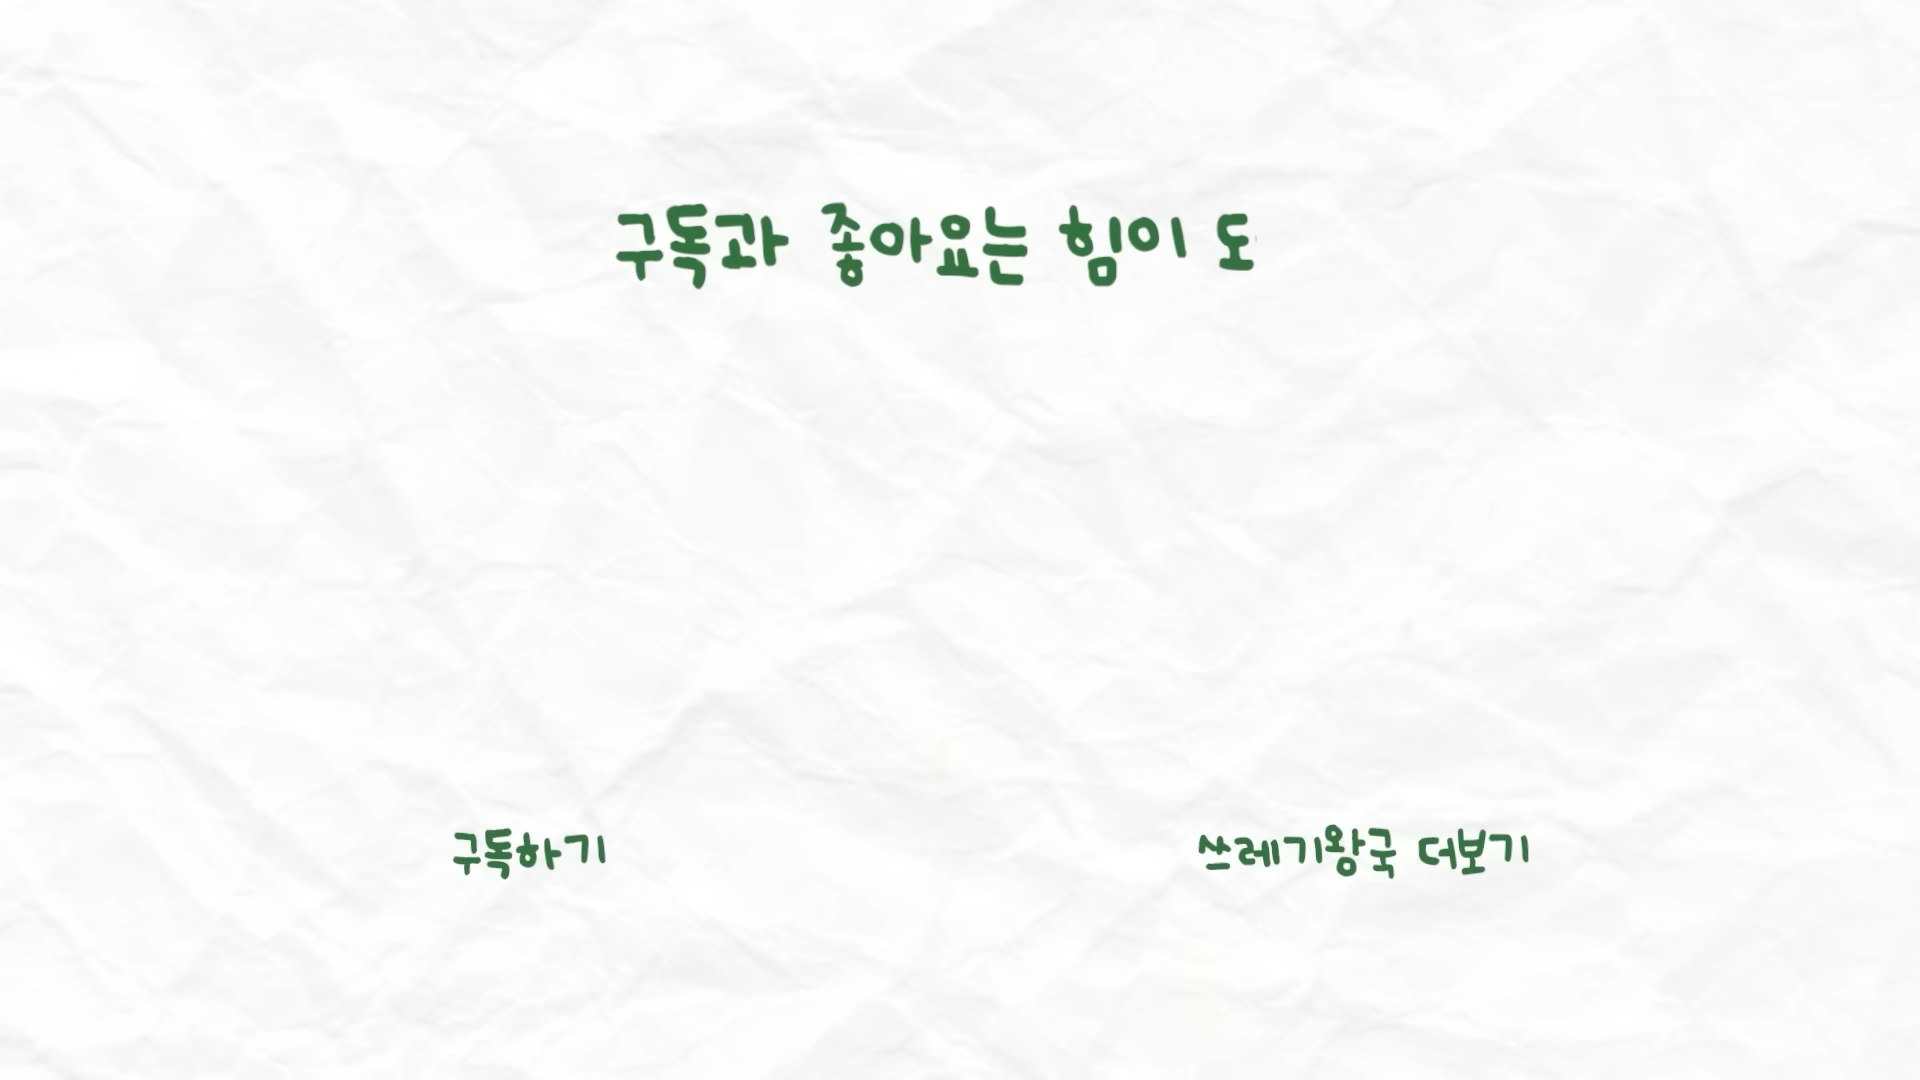 구독과 좋아요는 힘이 도
구독하기
쓰레기왕국 더보기